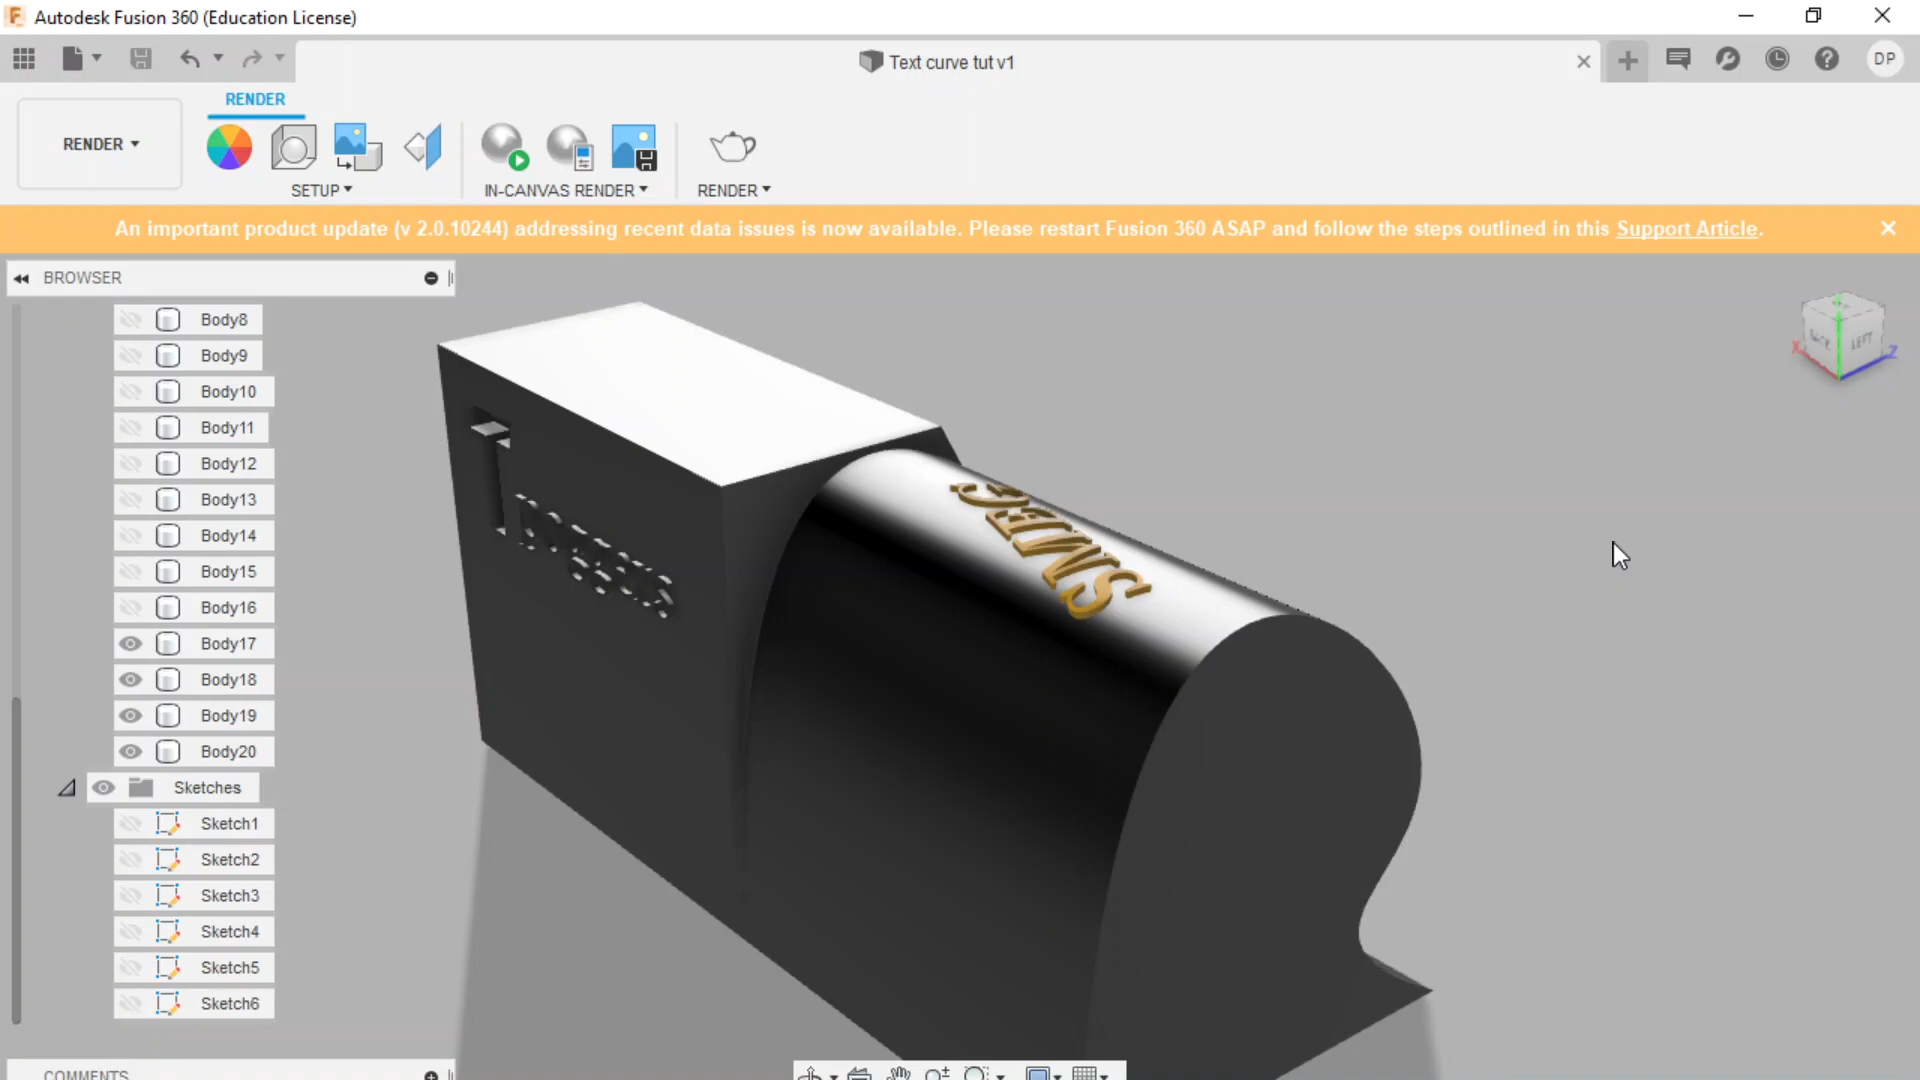 Autodesk Fusion 360 (Education License)
Text curve tut v1
DP
RENDER
RENDER
SETUP
IN-CANVAS RENDER
RENDER
An important product update (v 2.0.10244) addressing recent data issues is now available. Please restart Fusion 360 ASAP and follow the steps outlined in this Support Article.
BROWSER
Body8
Body9
Body10
Body11
Body12
Body13
Body14
Body15
Body16
Body17
Body18
Body19
Body20
Sketches
Sketch1
Sketch2
Sketch3
Sketch4
Sketch5
Sketch6
COMMENTS
BACK
LEFT
X
Z